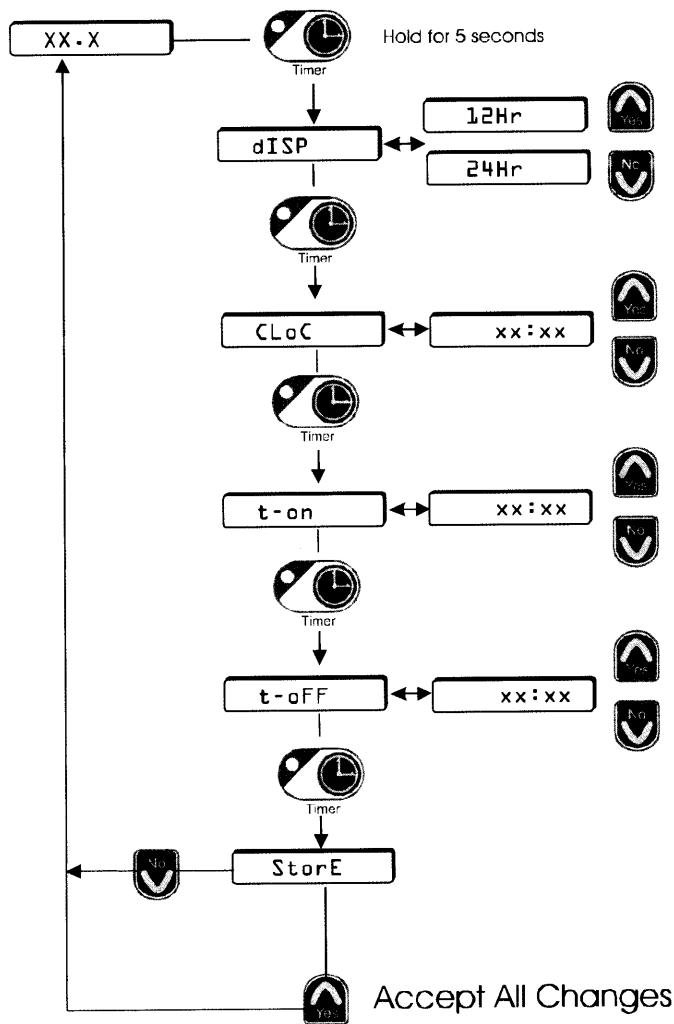 XX.X
Hold for 5 seconds
Timer
12Hr
Yes
dISP
24Hr
No
Timer
Yes
CLoC
xx:xx
No
Timer
Yes
t-on
xx:xx
No
Timer
Yes
t-oFF
xx:xx
No
Timer
No
StorE
Yes
Accept All Changes